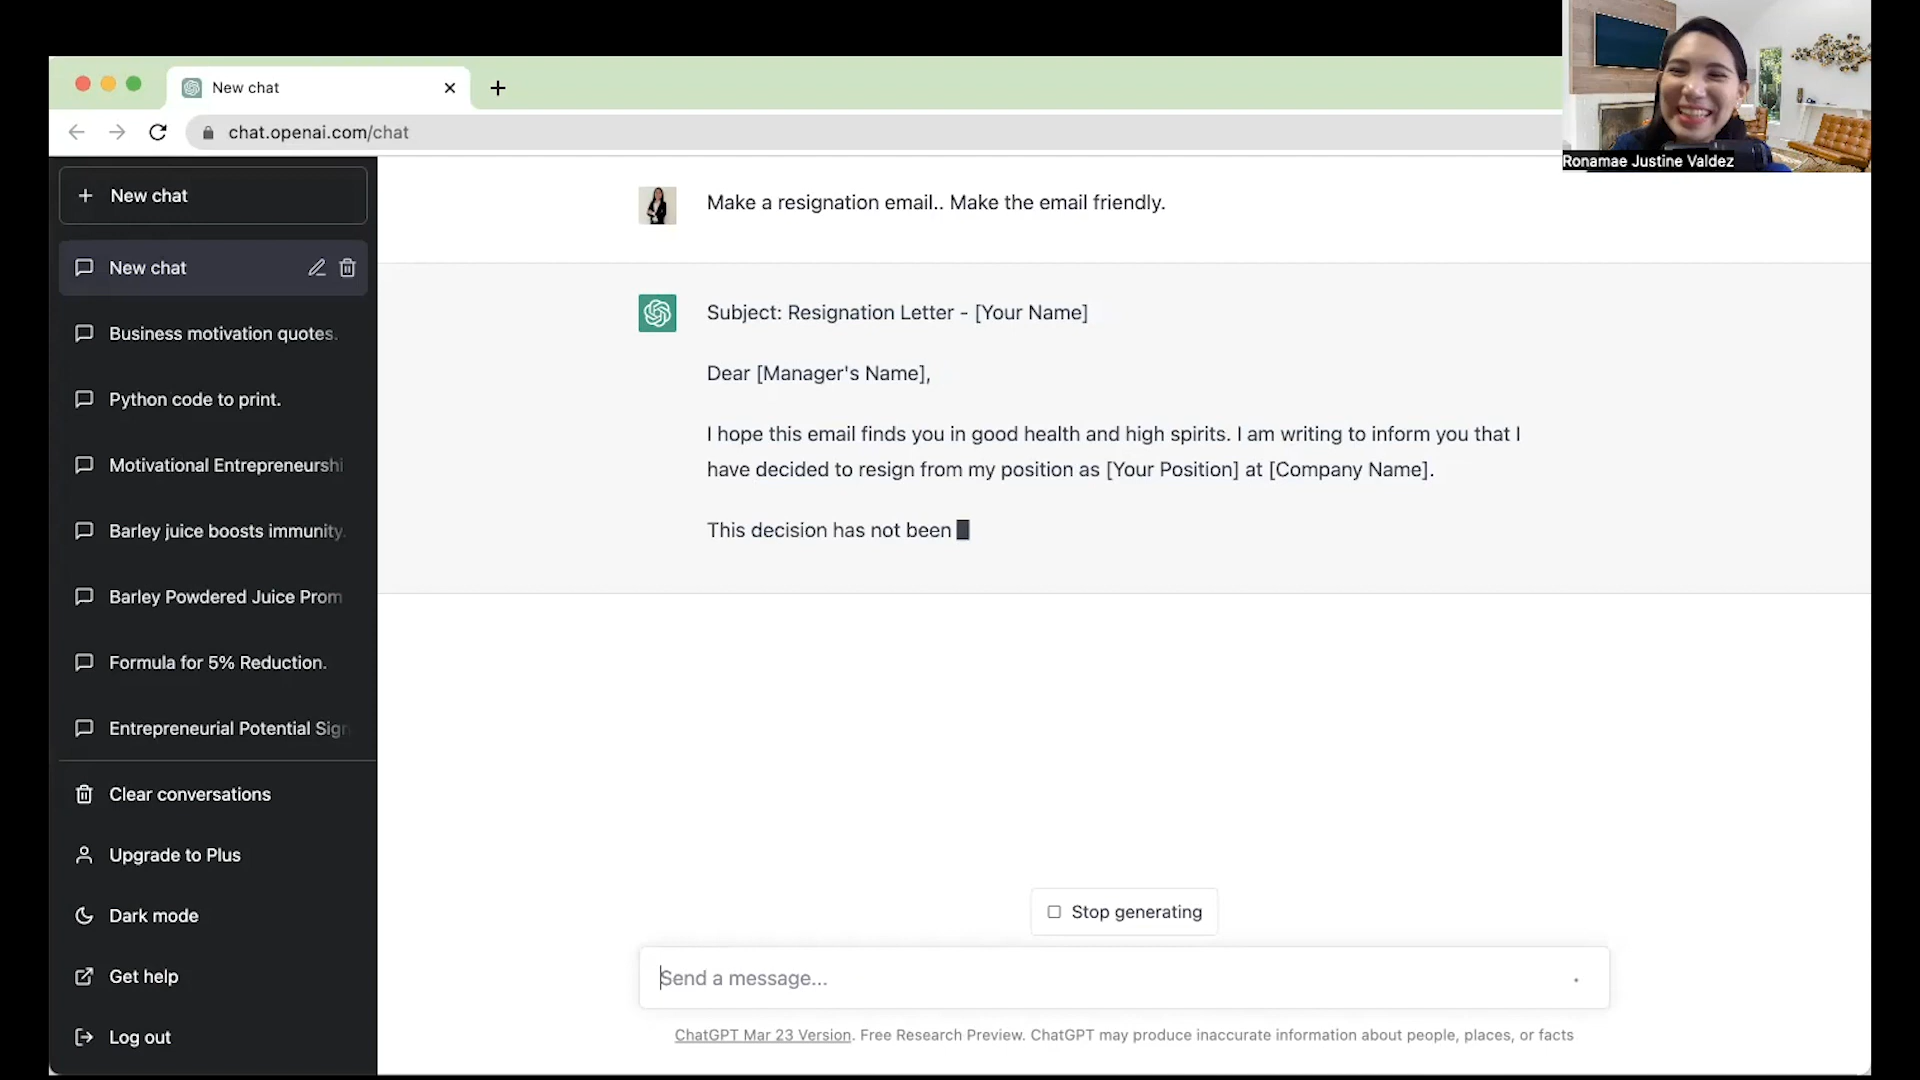 New chat
chat.openai.com/chat
Ronamae Justine Valdez
New chat
New chat
Business motivation quotes.
Python code to print.
Motivational Entrepreneurshi
Barley juice boosts immunity.
Barley Powdered Juice Prom
Formula for 5% Reduction.
Entrepreneurial Potential Sign
Clear conversations
Upgrade to Plus
Dark mode
Get help
Log out
Make a resignation email.. Make the email friendly.
Subject: Resignation Letter - [Your Name]
Dear [Manager's Name],
I hope this email finds you in good health and high spirits. I am writing to inform you that I
have decided to resign from my position as [Your Position] at [Company Name].
This decision has not been
Stop generating
Send a message...
ChatGPT Mar 23 Version. Free Research Preview. ChatGPT may produce inaccurate information about people, places, or facts